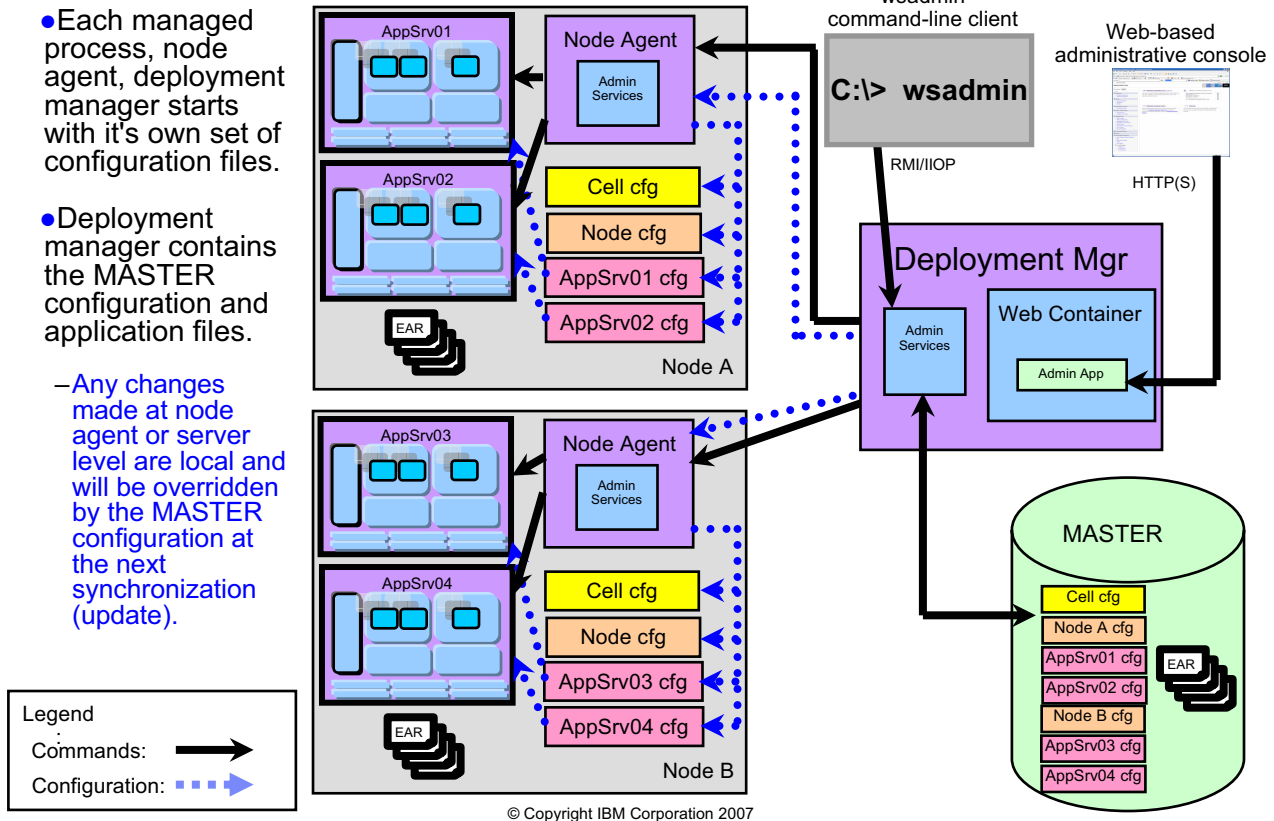 ●Each managed
process, node
agent, deployment
manager starts
with it's own set of
configuration files.
●Deployment
manager contains
the MASTER
configuration and
application files.
–Any changes
made at node
agent or server
level are local and
will be overridden
by the MASTER
configuration at
the next
synchronization
(update).
Legend
:
Commands:
Configuration:
AppSrv01
Node Agent
Admin
Services
AppSrv02
Cell cfg
Node cfg
AppSrv01 cfg
AppSrv02 cfg
EAR
Node A
AppSrv03
Node Agent
Admin
Services
AppSrv04
Cell cfg
Node cfg
AppSrv03 cfg
AppSrv04 cfg
EAR
Node B
wsadmin
command-line client
C:\> wsadmin
RMI/IIOP
Web-based
administrative console
HTTP(S)
Deployment Mgr
Admin
Services
Web Container
Admin App
MASTER
Cell cfg
Node A cfg
AppSrv01 cfg
AppSrv02 cfg
Node B cfg
AppSrv03 cfg
AppSrv04 cfg
EAR
© Copyright IBM Corporation 2007